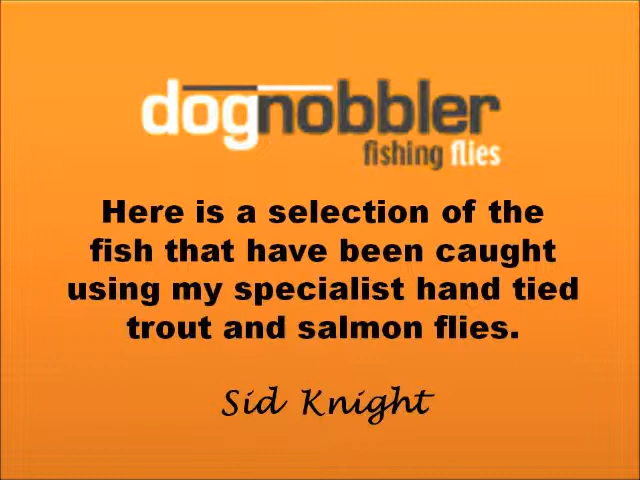 dognobbler
fishing flies
Here is a selection of the
fish that have been caught
using my specialist hand tied
trout and salmon flies.
Sid Knight